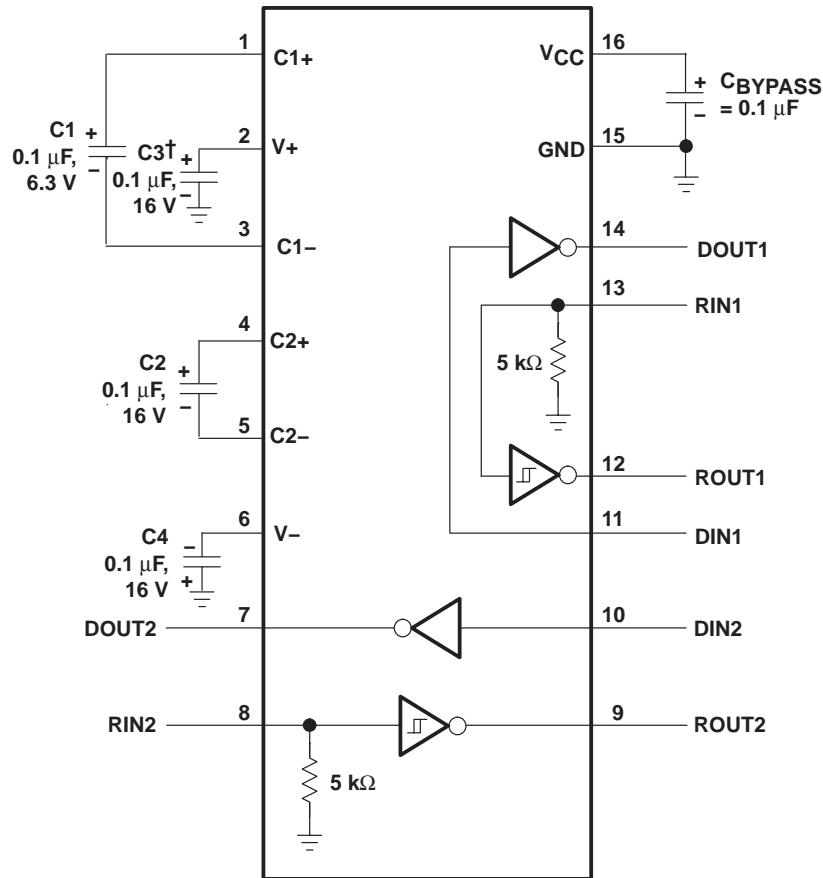 1
C1+
VCC
16
+
CBYPASS
= 0.1 µF
−
C1
0.1 µF,
6.3 V
+
−
C3†
0.1 µF,
16 V
+
−
2
V+
15
GND
3
C1−
14
DOUT1
13
RIN1
5 kΩ
4
C2+
C2
0.1 µF,
16 V
+
−
5
C2−
12
ROUT1
11
DIN1
6
V−
C4
0.1 µF,
16 V
−
+
DOUT2
7
10
DIN2
RIN2
8
9
ROUT2
5 kΩ